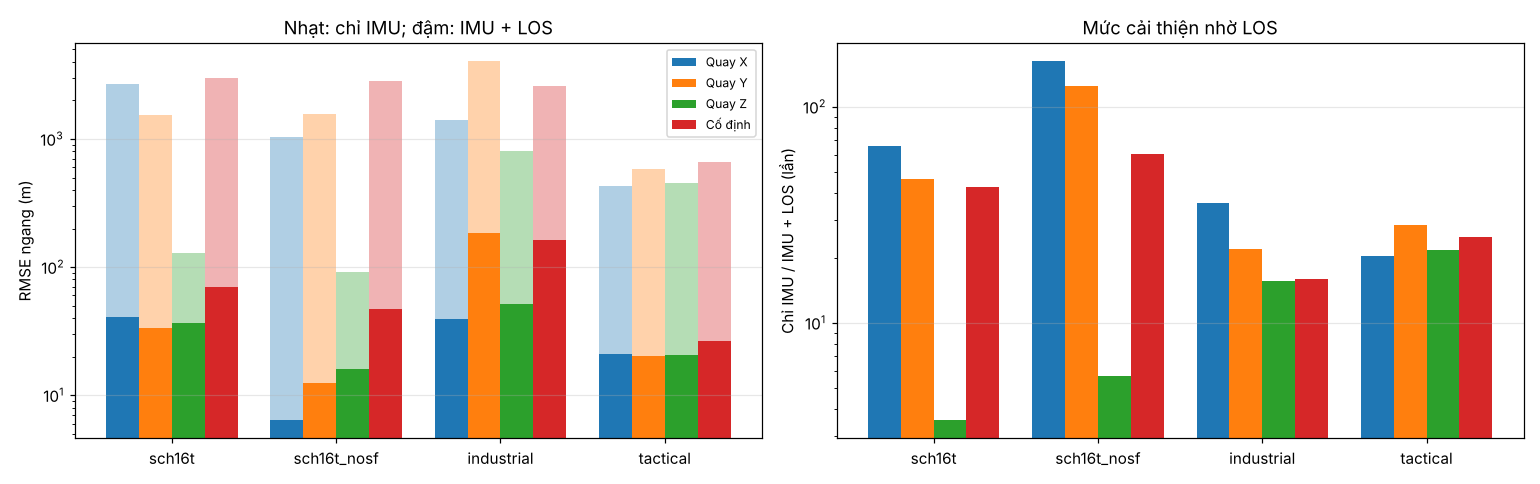 Nhạt: chỉ IMU; đậm: IMU + LOS
RMSE ngang (m)
10³
10²
10¹
Quay X
Quay Y
Quay Z
Cố định
sch16t
sch16t_nosf
industrial
tactical
Mức cải thiện nhờ LOS
Chỉ IMU / IMU + LOS (lần)
10²
10¹
sch16t
sch16t_nosf
industrial
tactical